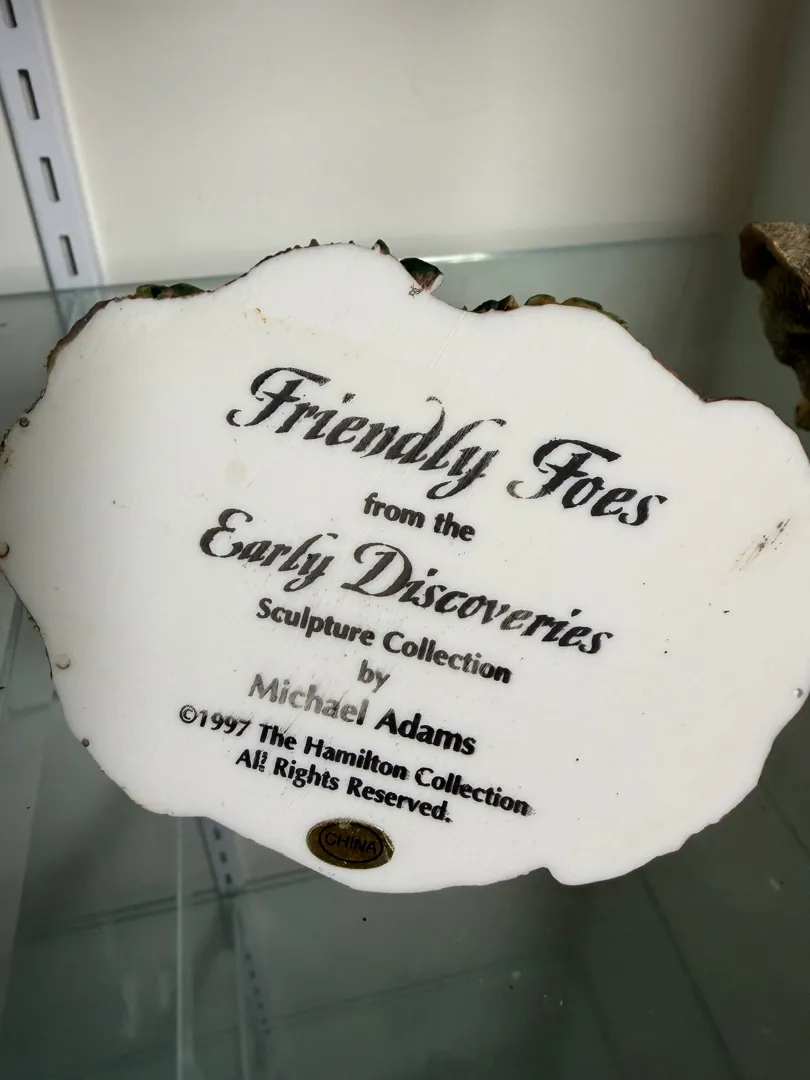 Friendly Foes
from the
Early Discoveries
Sculpture Collection
by
Michael Adams
©1997 The Hamilton Collection
All Rights Reserved.
CHINA